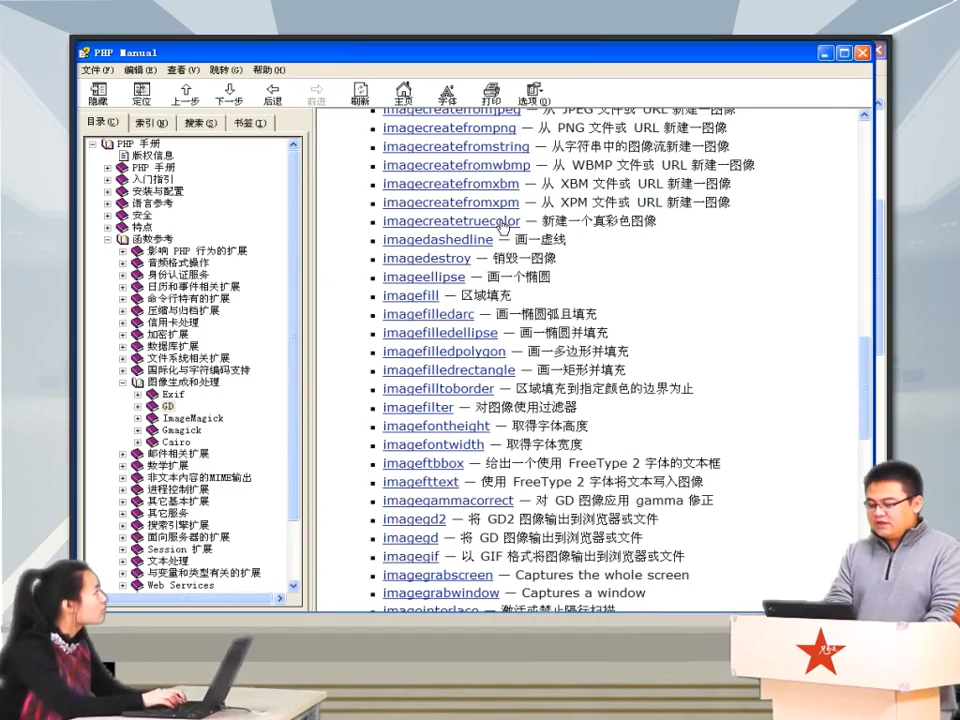 PHP Manual
文件(F) 编辑(E) 查看(V) 跳转(G) 帮助(H)
隐藏 定位 上一步 下一步 后退 前进 刷新 主页 字体 打印 选项(O)
目录(C) 索引(N) 搜索(S) 书签(I)
PHP 手册
版权信息
PHP 手册
入门指引
安装与配置
语言参考
安全
特点
函数参考
影响 PHP 行为的扩展
音频格式操作
身份认证服务
日历和事件相关扩展
命令行特有的扩展
压缩与归档扩展
信用卡处理
加密扩展
数据库扩展
文件系统相关扩展
国际化与字符编码支持
图像生成和处理
Exif
GD
ImageMagick
Gmagick
Cairo
邮件相关扩展
数学扩展
非文本内容的MIME输出
进程控制扩展
其它基本扩展
其它服务
搜索引擎扩展
面向服务器的扩展
Session 扩展
文本处理
与变量和类型有关的扩展
Web Services
imagecreatefromjpeg — 从 JPEG 文件或 URL 新建一图像
imagecreatefrompng — 从 PNG 文件或 URL 新建一图像
imagecreatefromstring — 从字符串中的图像流新建一图像
imagecreatefromwbmp — 从 WBMP 文件或 URL 新建一图像
imagecreatefromxbm — 从 XBM 文件或 URL 新建一图像
imagecreatefromxpm — 从 XPM 文件或 URL 新建一图像
imagecreatetruecolor — 新建一个真彩色图像
imagedashedline — 画一虚线
imagedestroy — 销毁一图像
imageellipse — 画一个椭圆
imagefill — 区域填充
imagefilledarc — 画一椭圆弧且填充
imagefilledellipse — 画一椭圆并填充
imagefilledpolygon — 画一多边形并填充
imagefilledrectangle — 画一矩形并填充
imagefilltoborder — 区域填充到指定颜色的边界为止
imagefilter — 对图像使用过滤器
imagefontheight — 取得字体高度
imagefontwidth — 取得字体宽度
imageftbbox — 给出一个使用 FreeType 2 字体的文本框
imagefttext — 使用 FreeType 2 字体将文本写入图像
imagegammacorrect — 对 GD 图像应用 gamma 修正
imagegd2 — 将 GD2 图像输出到浏览器或文件
imagegd — 将 GD 图像输出到浏览器或文件
imagegif — 以 GIF 格式将图像输出到浏览器或文件
imagegrabscreen — Captures the whole screen
imagegrabwindow — Captures a window
imageinterlace — 激活或禁止隔行扫描